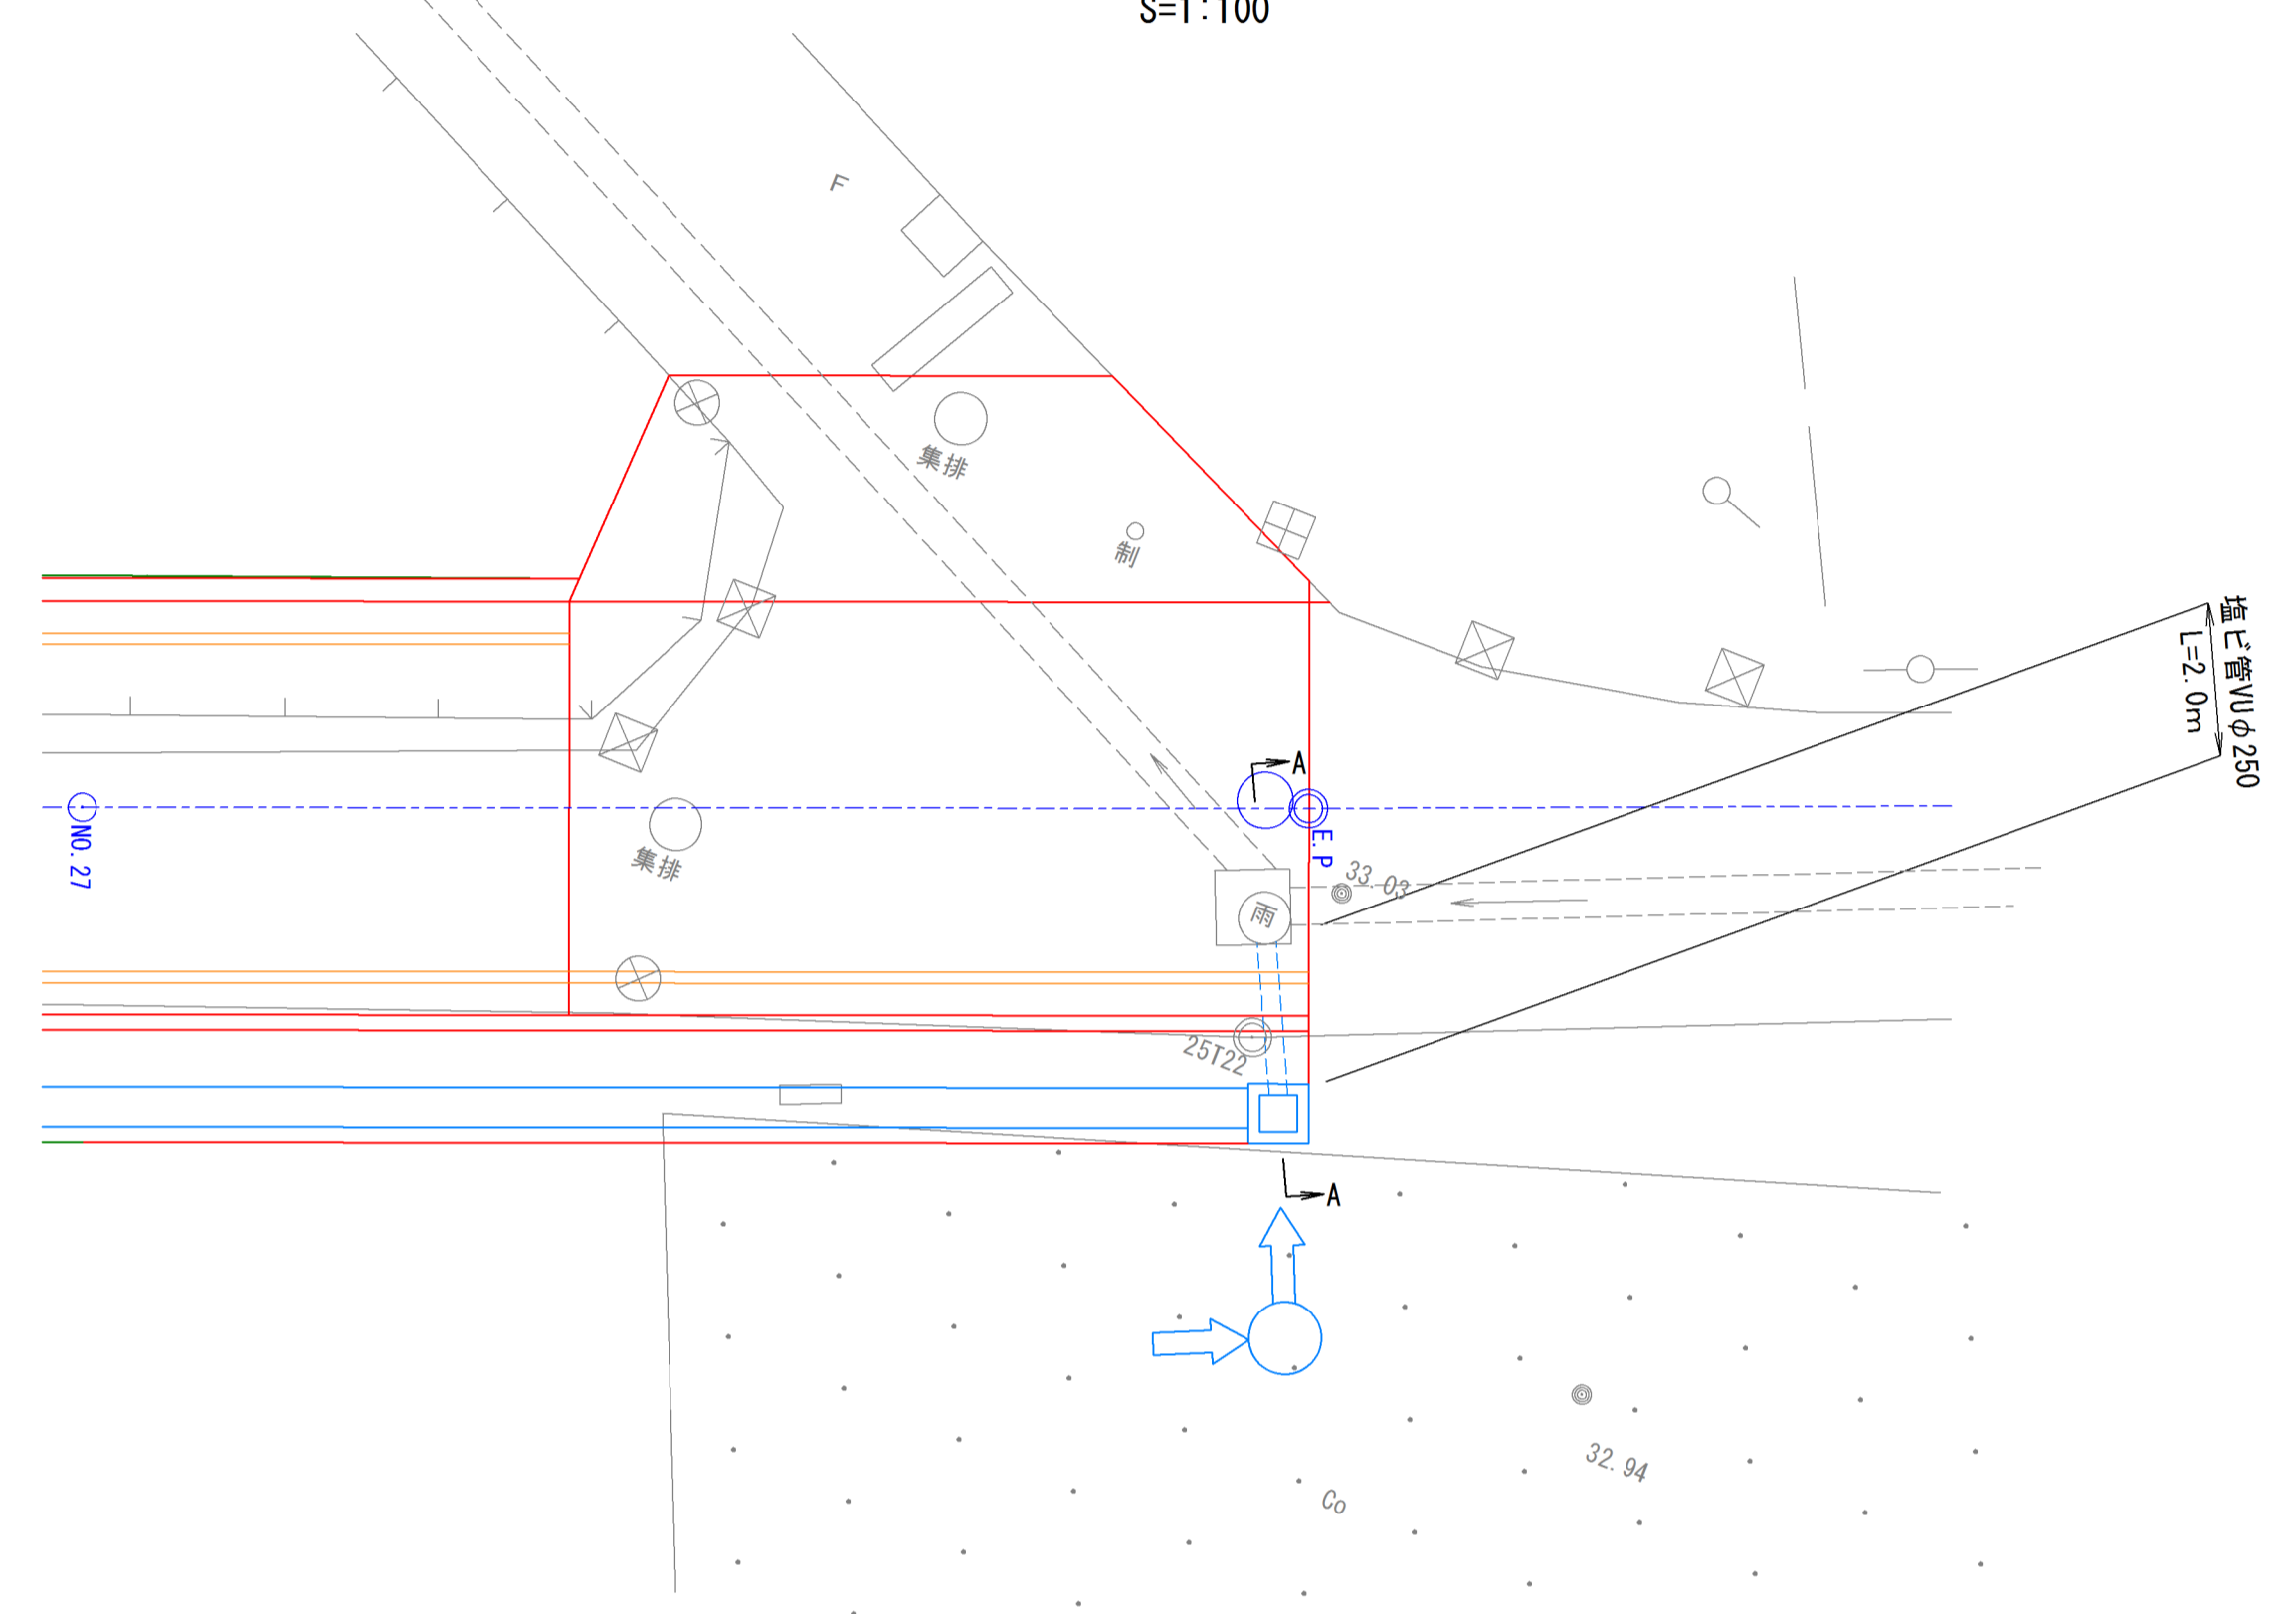 S=1:100
F
集排
制
塩ビ管VUφ250
L=2.0m
A
NO.27
E.P
集排
33.03
雨
25T22
A
32.94
Co